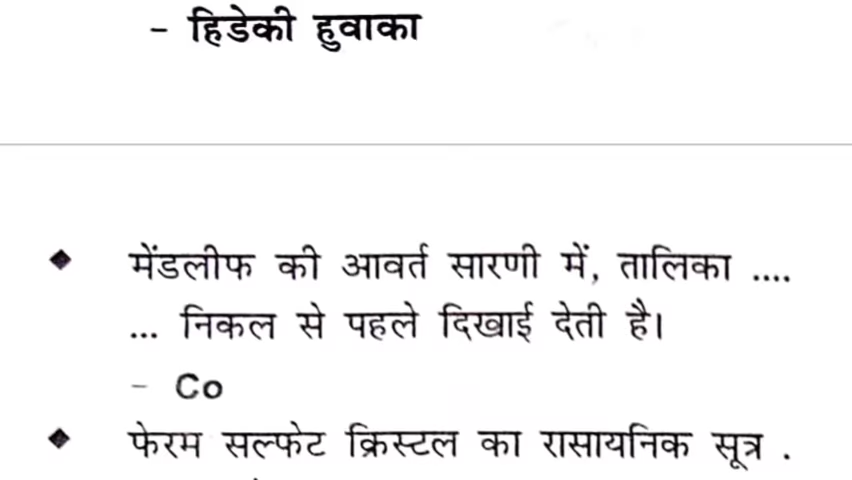 - हिडेकी हुवाका
◆ मेंडलीफ की आवर्त सारणी में, तालिका ....
... निकल से पहले दिखाई देती है।
- Co
◆ फेरम सल्फेट क्रिस्टल का रासायनिक सूत्र .